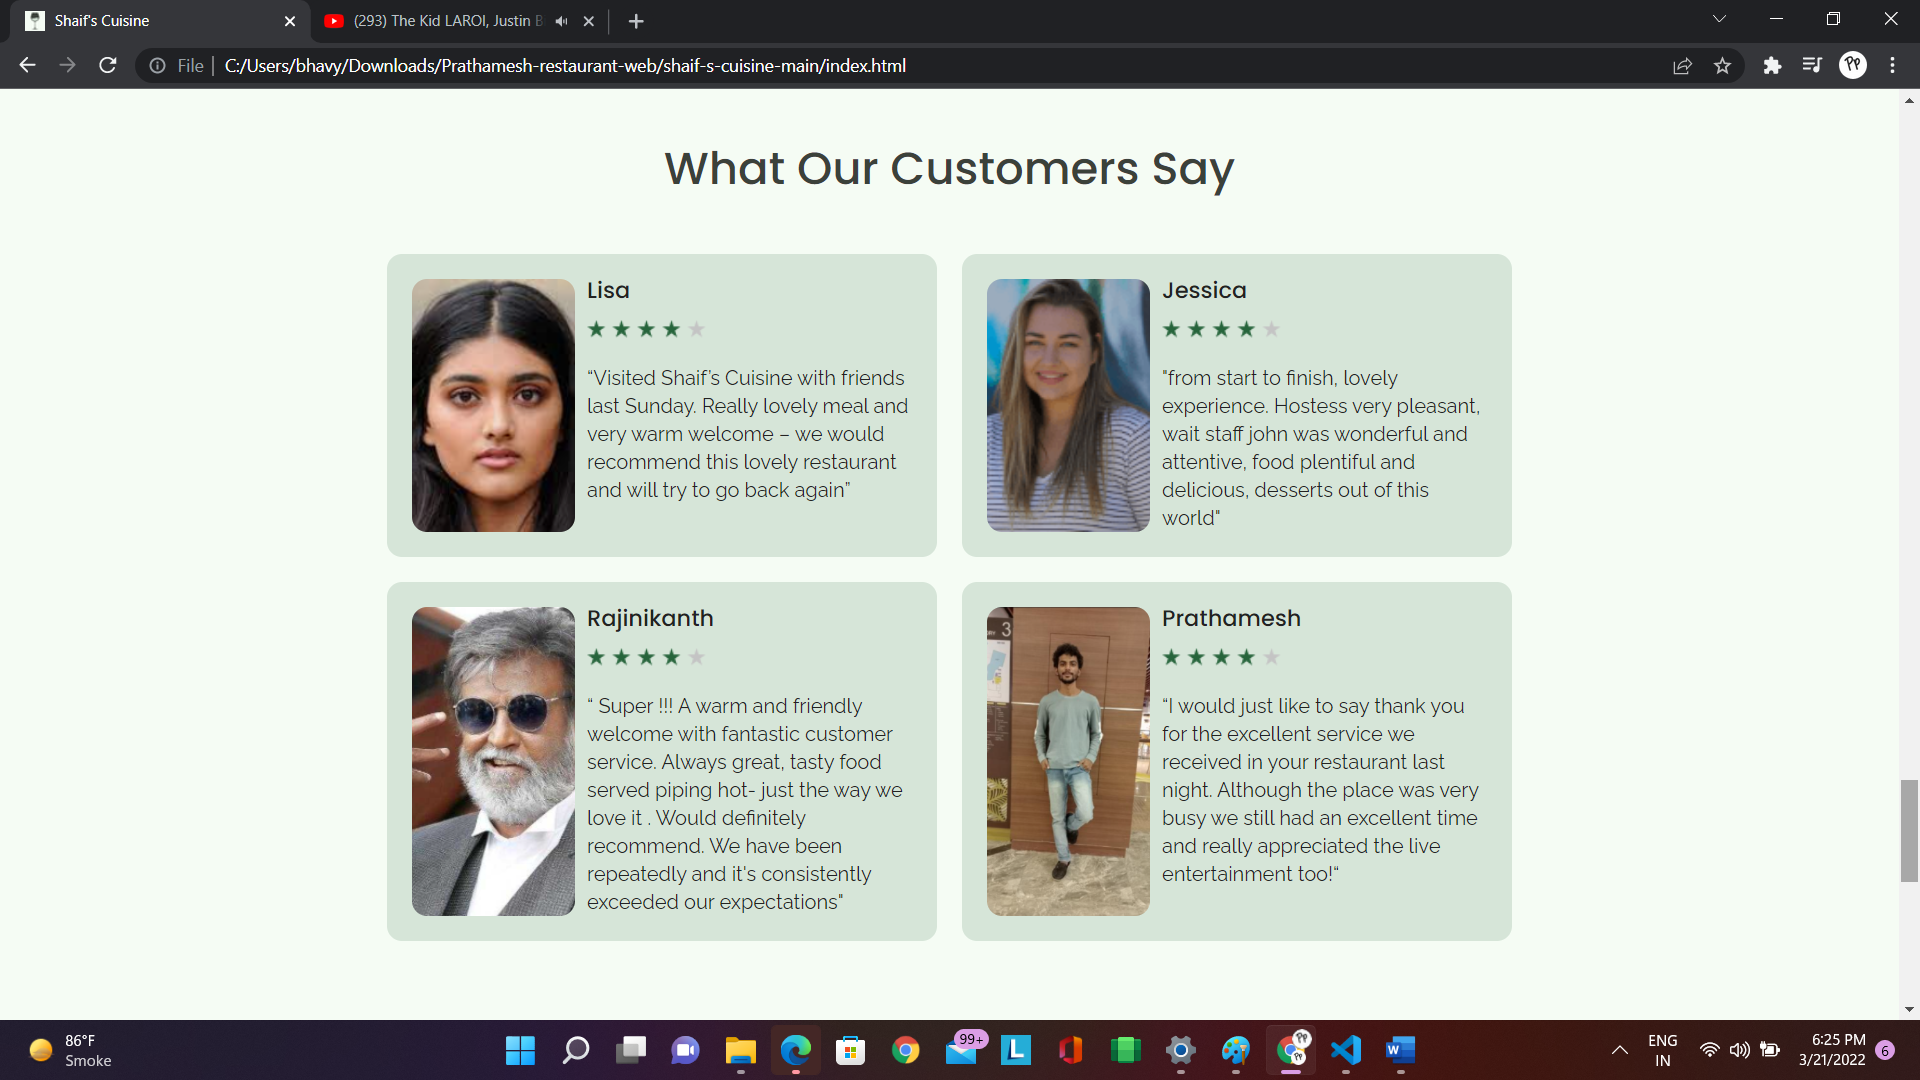 Shaif's Cuisine
(293) The Kid LAROI, Justin B
File
C:/Users/bhavy/Downloads/Prathamesh-restaurant-web/shaif-s-cuisine-main/index.html
What Our Customers Say
Lisa
“Visited Shaif’s Cuisine with friends
last Sunday. Really lovely meal and
very warm welcome – we would
recommend this lovely restaurant
and will try to go back again”
Jessica
"from start to finish, lovely
experience. Hostess very pleasant,
wait staff john was wonderful and
attentive, food plentiful and
delicious, desserts out of this
world"
Rajinikanth
“ Super !!! A warm and friendly
welcome with fantastic customer
service. Always great, tasty food
served piping hot- just the way we
love it . Would definitely
recommend. We have been
repeatedly and it's consistently
exceeded our expectations"
3
Prathamesh
“I would just like to say thank you
for the excellent service we
received in your restaurant last
night. Although the place was very
busy we still had an excellent time
and really appreciated the live
entertainment too!“
86°F
Smoke
99+
L
W
ENG
IN
6:25 PM
3/21/2022
6